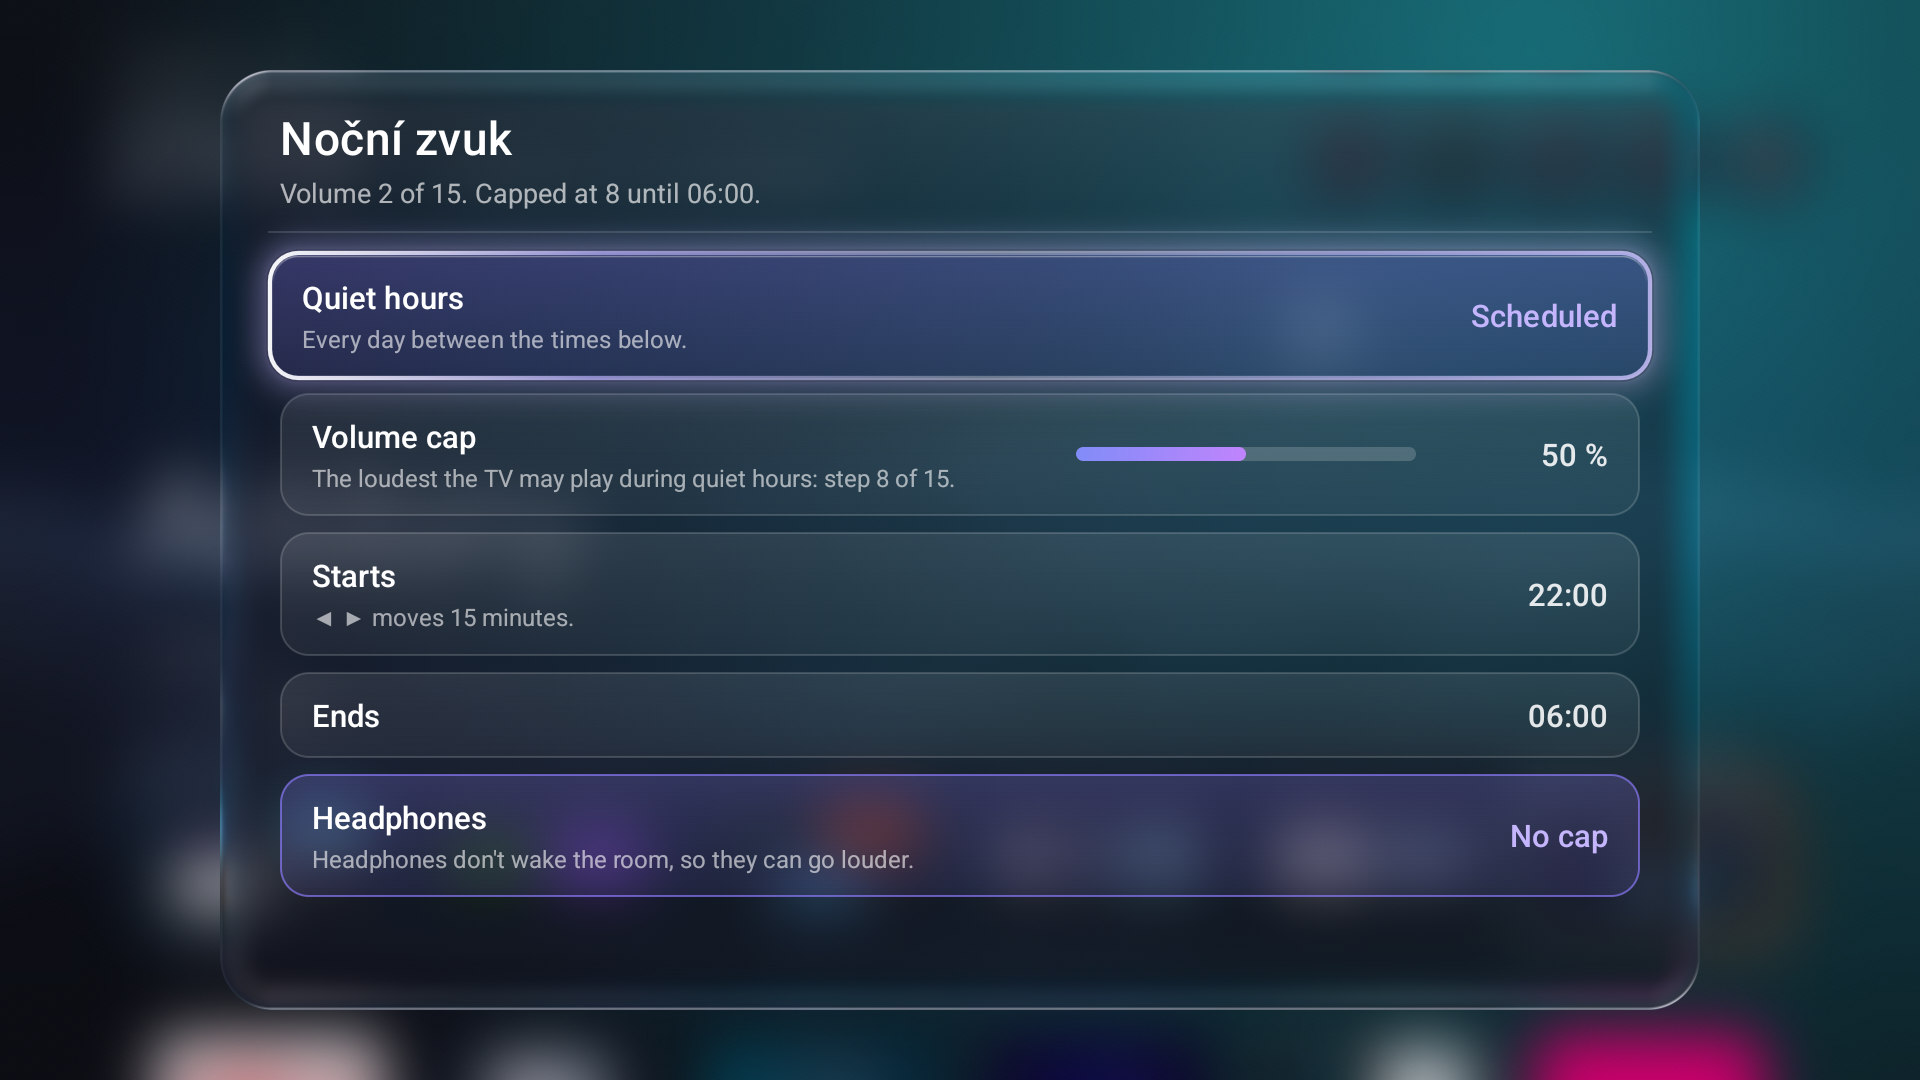 Noční zvuk
Volume 2 of 15. Capped at 8 until 06:00.
Quiet hours
Every day between the times below.
Scheduled
Volume cap
The loudest the TV may play during quiet hours: step 8 of 15.
50 %
Starts
◀ ▶ moves 15 minutes.
22:00
Ends
06:00
Headphones
Headphones don't wake the room, so they can go louder.
No cap